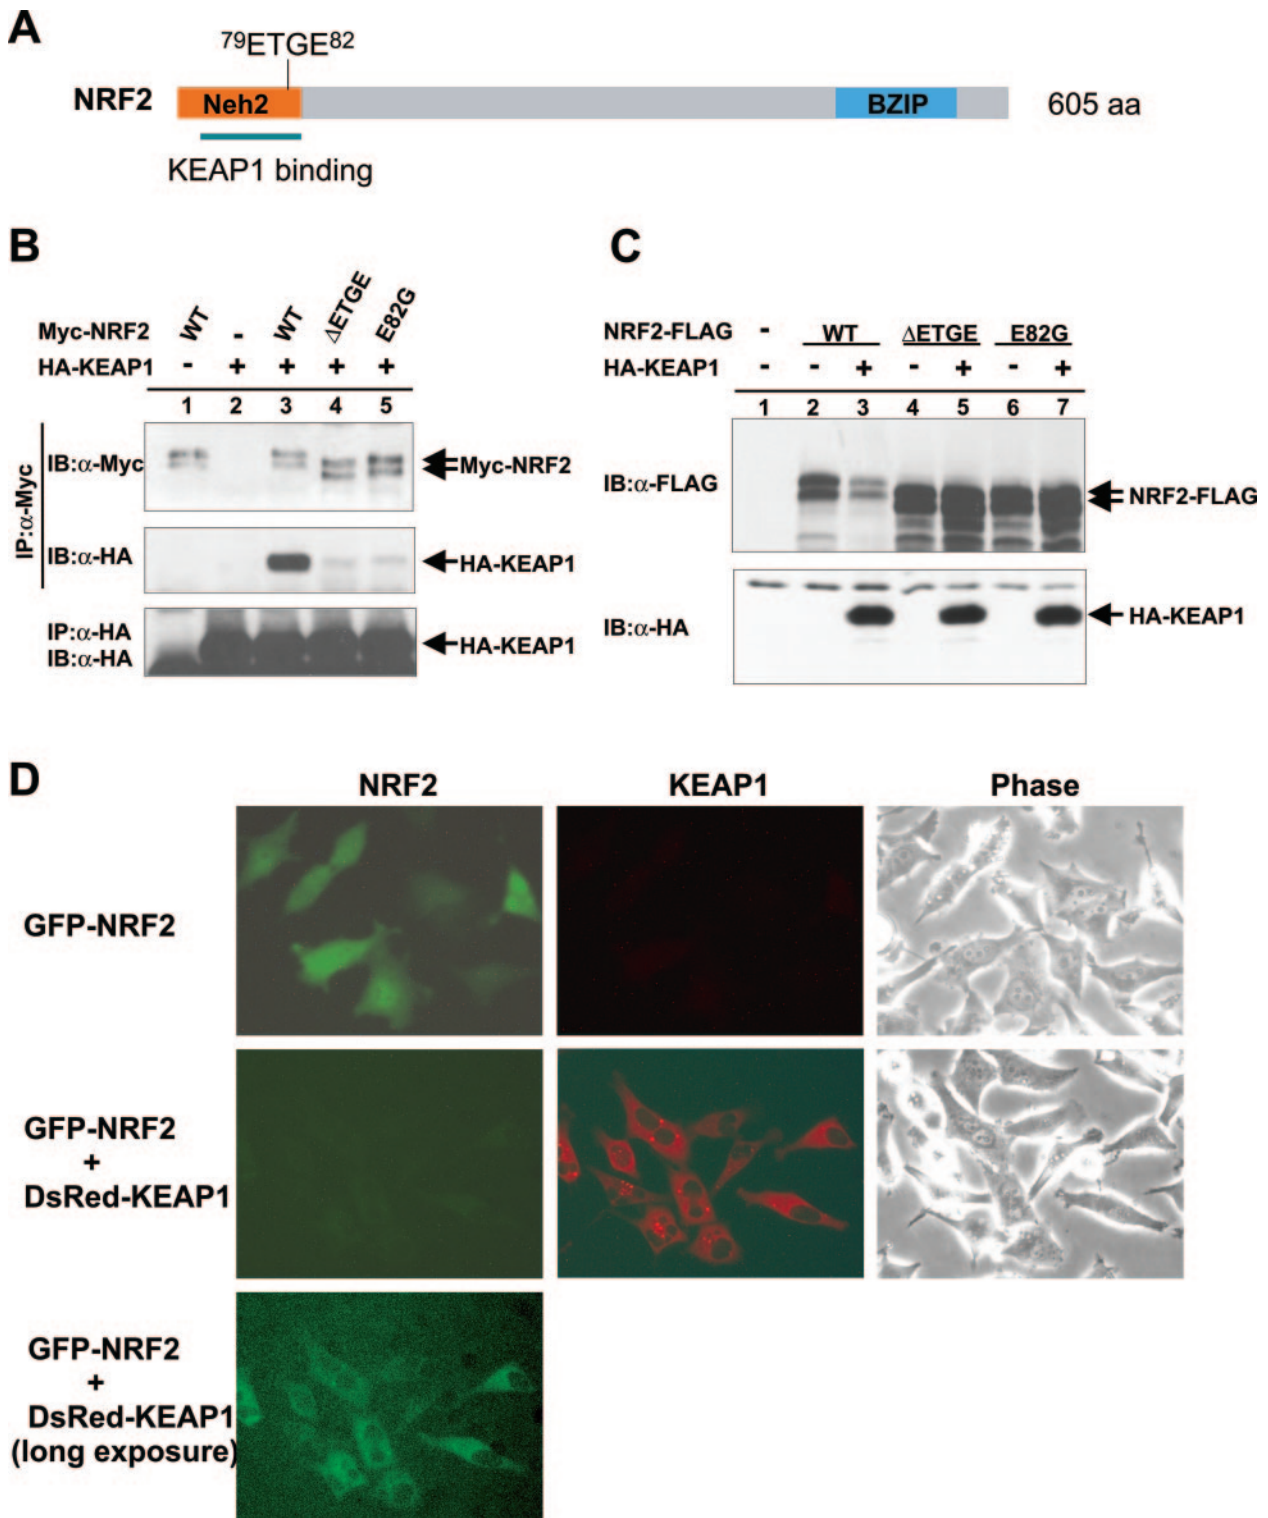 A
⁷⁹ETGE⁸²
NRF2 Neh2 BZIP 605 aa
KEAP1 binding
B
Myc-NRF2 WT - WT ΔETGE E82G
HA-KEAP1 - + + + +
1 2 3 4 5
IP:α-Myc
IB:α-Myc Myc-NRF2
IB:α-HA HA-KEAP1
IP:α-HA
IB:α-HA HA-KEAP1
C
NRF2-FLAG - WT ΔETGE E82G
HA-KEAP1 - - + - + - +
1 2 3 4 5 6 7
IB:α-FLAG NRF2-FLAG
IB:α-HA HA-KEAP1
D
NRF2 KEAP1 Phase
GFP-NRF2
GFP-NRF2
+
DsRed-KEAP1
GFP-NRF2
+
DsRed-KEAP1
(long exposure)